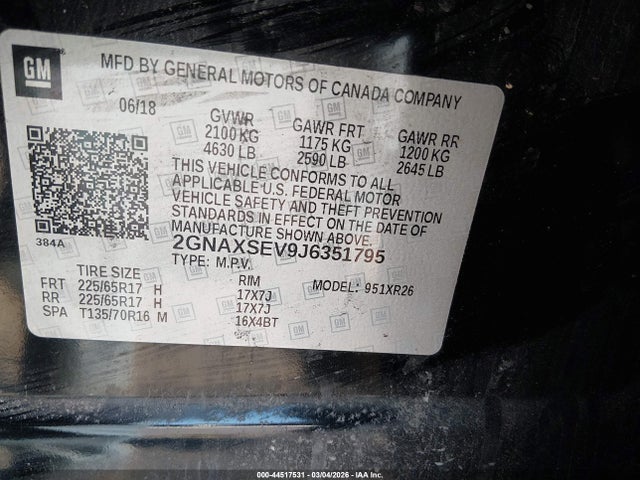 GM
MFD BY GENERAL MOTORS OF CANADA COMPANY
06/18
GVWR
2100 KG
4630 LB
GAWR FRT
1175 KG
2590 LB
GAWR RR
1200 KG
2645 LB
THIS VEHICLE CONFORMS TO ALL
APPLICABLE U.S. FEDERAL MOTOR
VEHICLE SAFETY AND THEFT PREVENTION
STANDARDS IN EFFECT ON THE DATE OF
MANUFACTURE SHOWN ABOVE.
384A
2GNAXSEV9J6351795
TYPE: M.P.V.
MODEL: 951XR26
TIRE SIZE RIM
FRT 225/65R17 H 17X7J
RR 225/65R17 H 17X7J
SPA T135/70R16 M 16X4BT
000-44517531 - 03/04/2026 - IAA Inc.